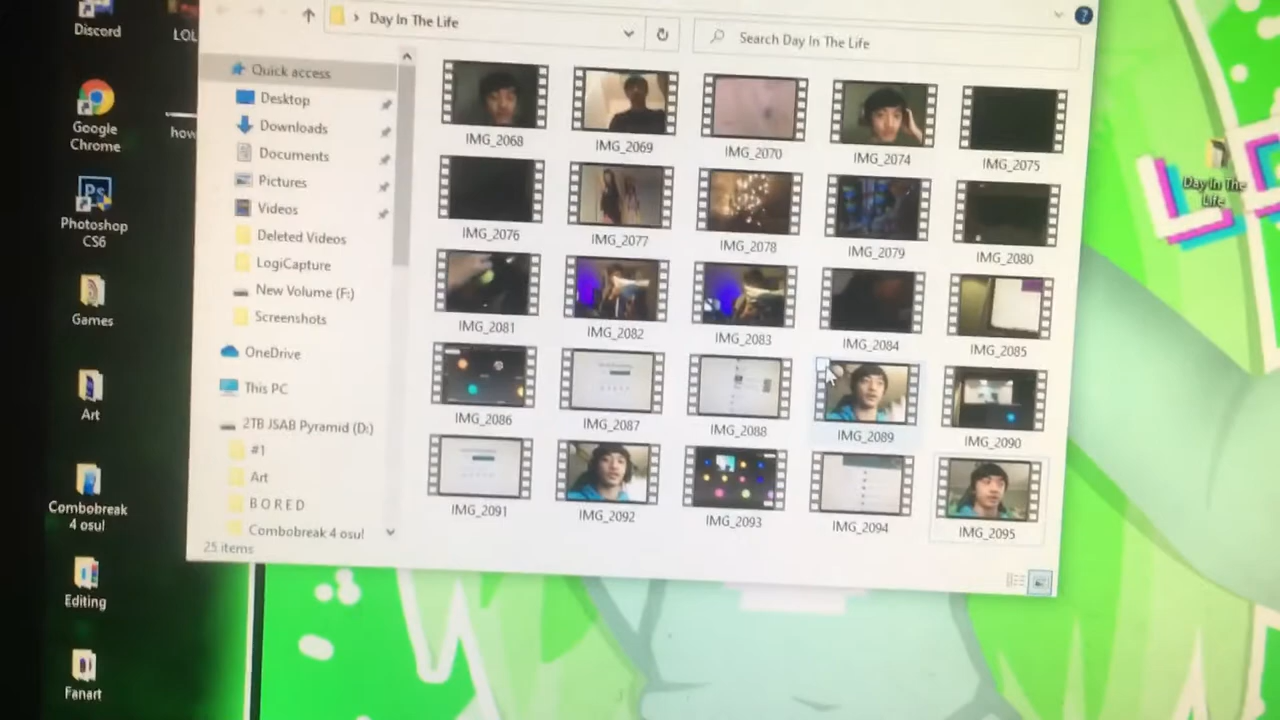 Discord
LOL
Google
Chrome
how
Photoshop
CS6
Games
Art
Combobreak
4 osu!
Editing
Fanart
Day In The Life
Search Day In The Life
Quick access
Desktop
Downloads
Documents
Pictures
Videos
Deleted Videos
LogiCapture
New Volume (F:)
Screenshots
OneDrive
This PC
2TB JSAB Pyramid (D:)
#1
Art
B O R E D
Combobreak 4 osu!
25 items
IMG_2068
IMG_2069
IMG_2070
IMG_2074
IMG_2075
IMG_2076
IMG_2077
IMG_2078
IMG_2079
IMG_2080
IMG_2081
IMG_2082
IMG_2083
IMG_2084
IMG_2085
IMG_2086
IMG_2087
IMG_2088
IMG_2089
IMG_2090
IMG_2091
IMG_2092
IMG_2093
IMG_2094
IMG_2095
Day In The
Life